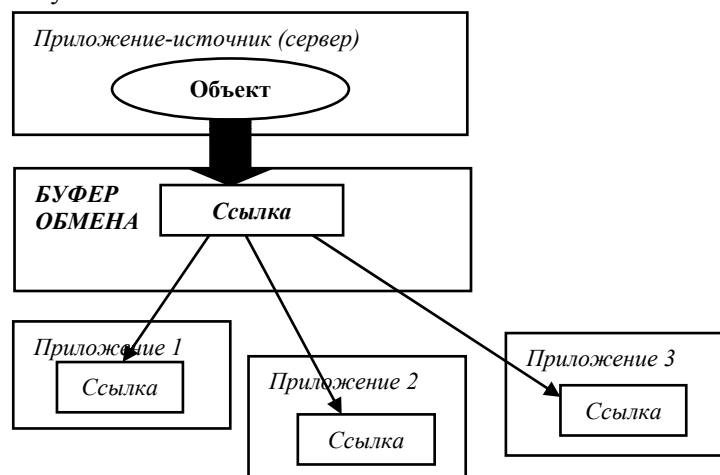 Приложение-источник (сервер)
Объект
БУФЕР
ОБМЕНА
Ссылка
Приложение 1
Ссылка
Приложение 2
Ссылка
Приложение 3
Ссылка